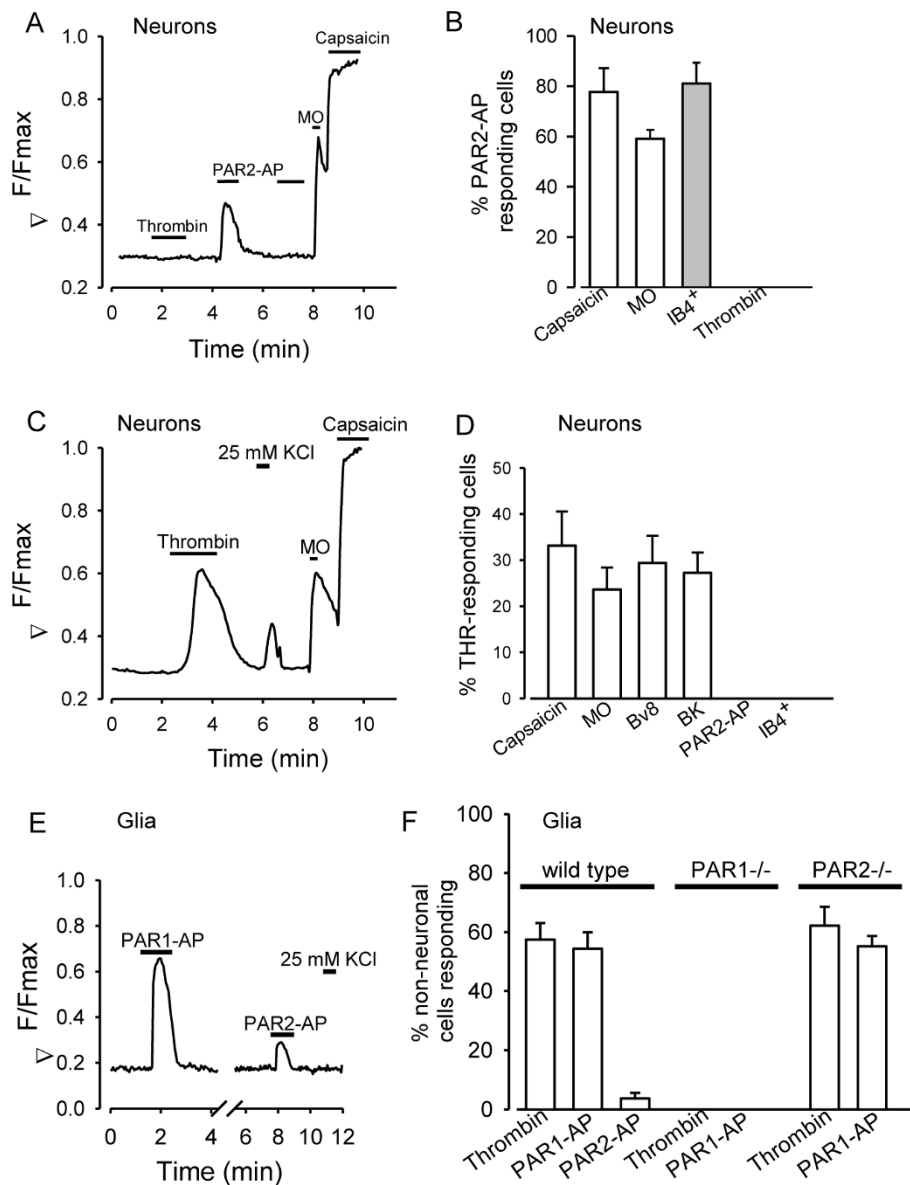 A Neurons
Capsaicin
MO
PAR2-AP
Thrombin
∇ F/Fmax
1.0
0.8
0.6
0.4
0.2
0 2 4 6 8 10
Time (min)
B Neurons
% PAR2-AP
responding cells
100
80
60
40
20
0
Capsaicin MO IB4+ Thrombin
C Neurons
Capsaicin
25 mM KCl
Thrombin
MO
∇ F/Fmax
1.0
0.8
0.6
0.4
0.2
0 2 4 6 8 10
Time (min)
D Neurons
% THR-responding cells
50
40
30
20
10
0
Capsaicin MO Bv8 BK PAR2-AP IB4+
E Glia
PAR1-AP
25 mM KCl
PAR2-AP
∇ F/Fmax
1.0
0.8
0.6
0.4
0.2
0.0
0 2 4 6 8 10 12
Time (min)
F Glia
wild type PAR1-/- PAR2-/-
% non-neuronal
cells responding
100
80
60
40
20
0
Thrombin PAR1-AP PAR2-AP Thrombin PAR1-AP Thrombin PAR1-AP